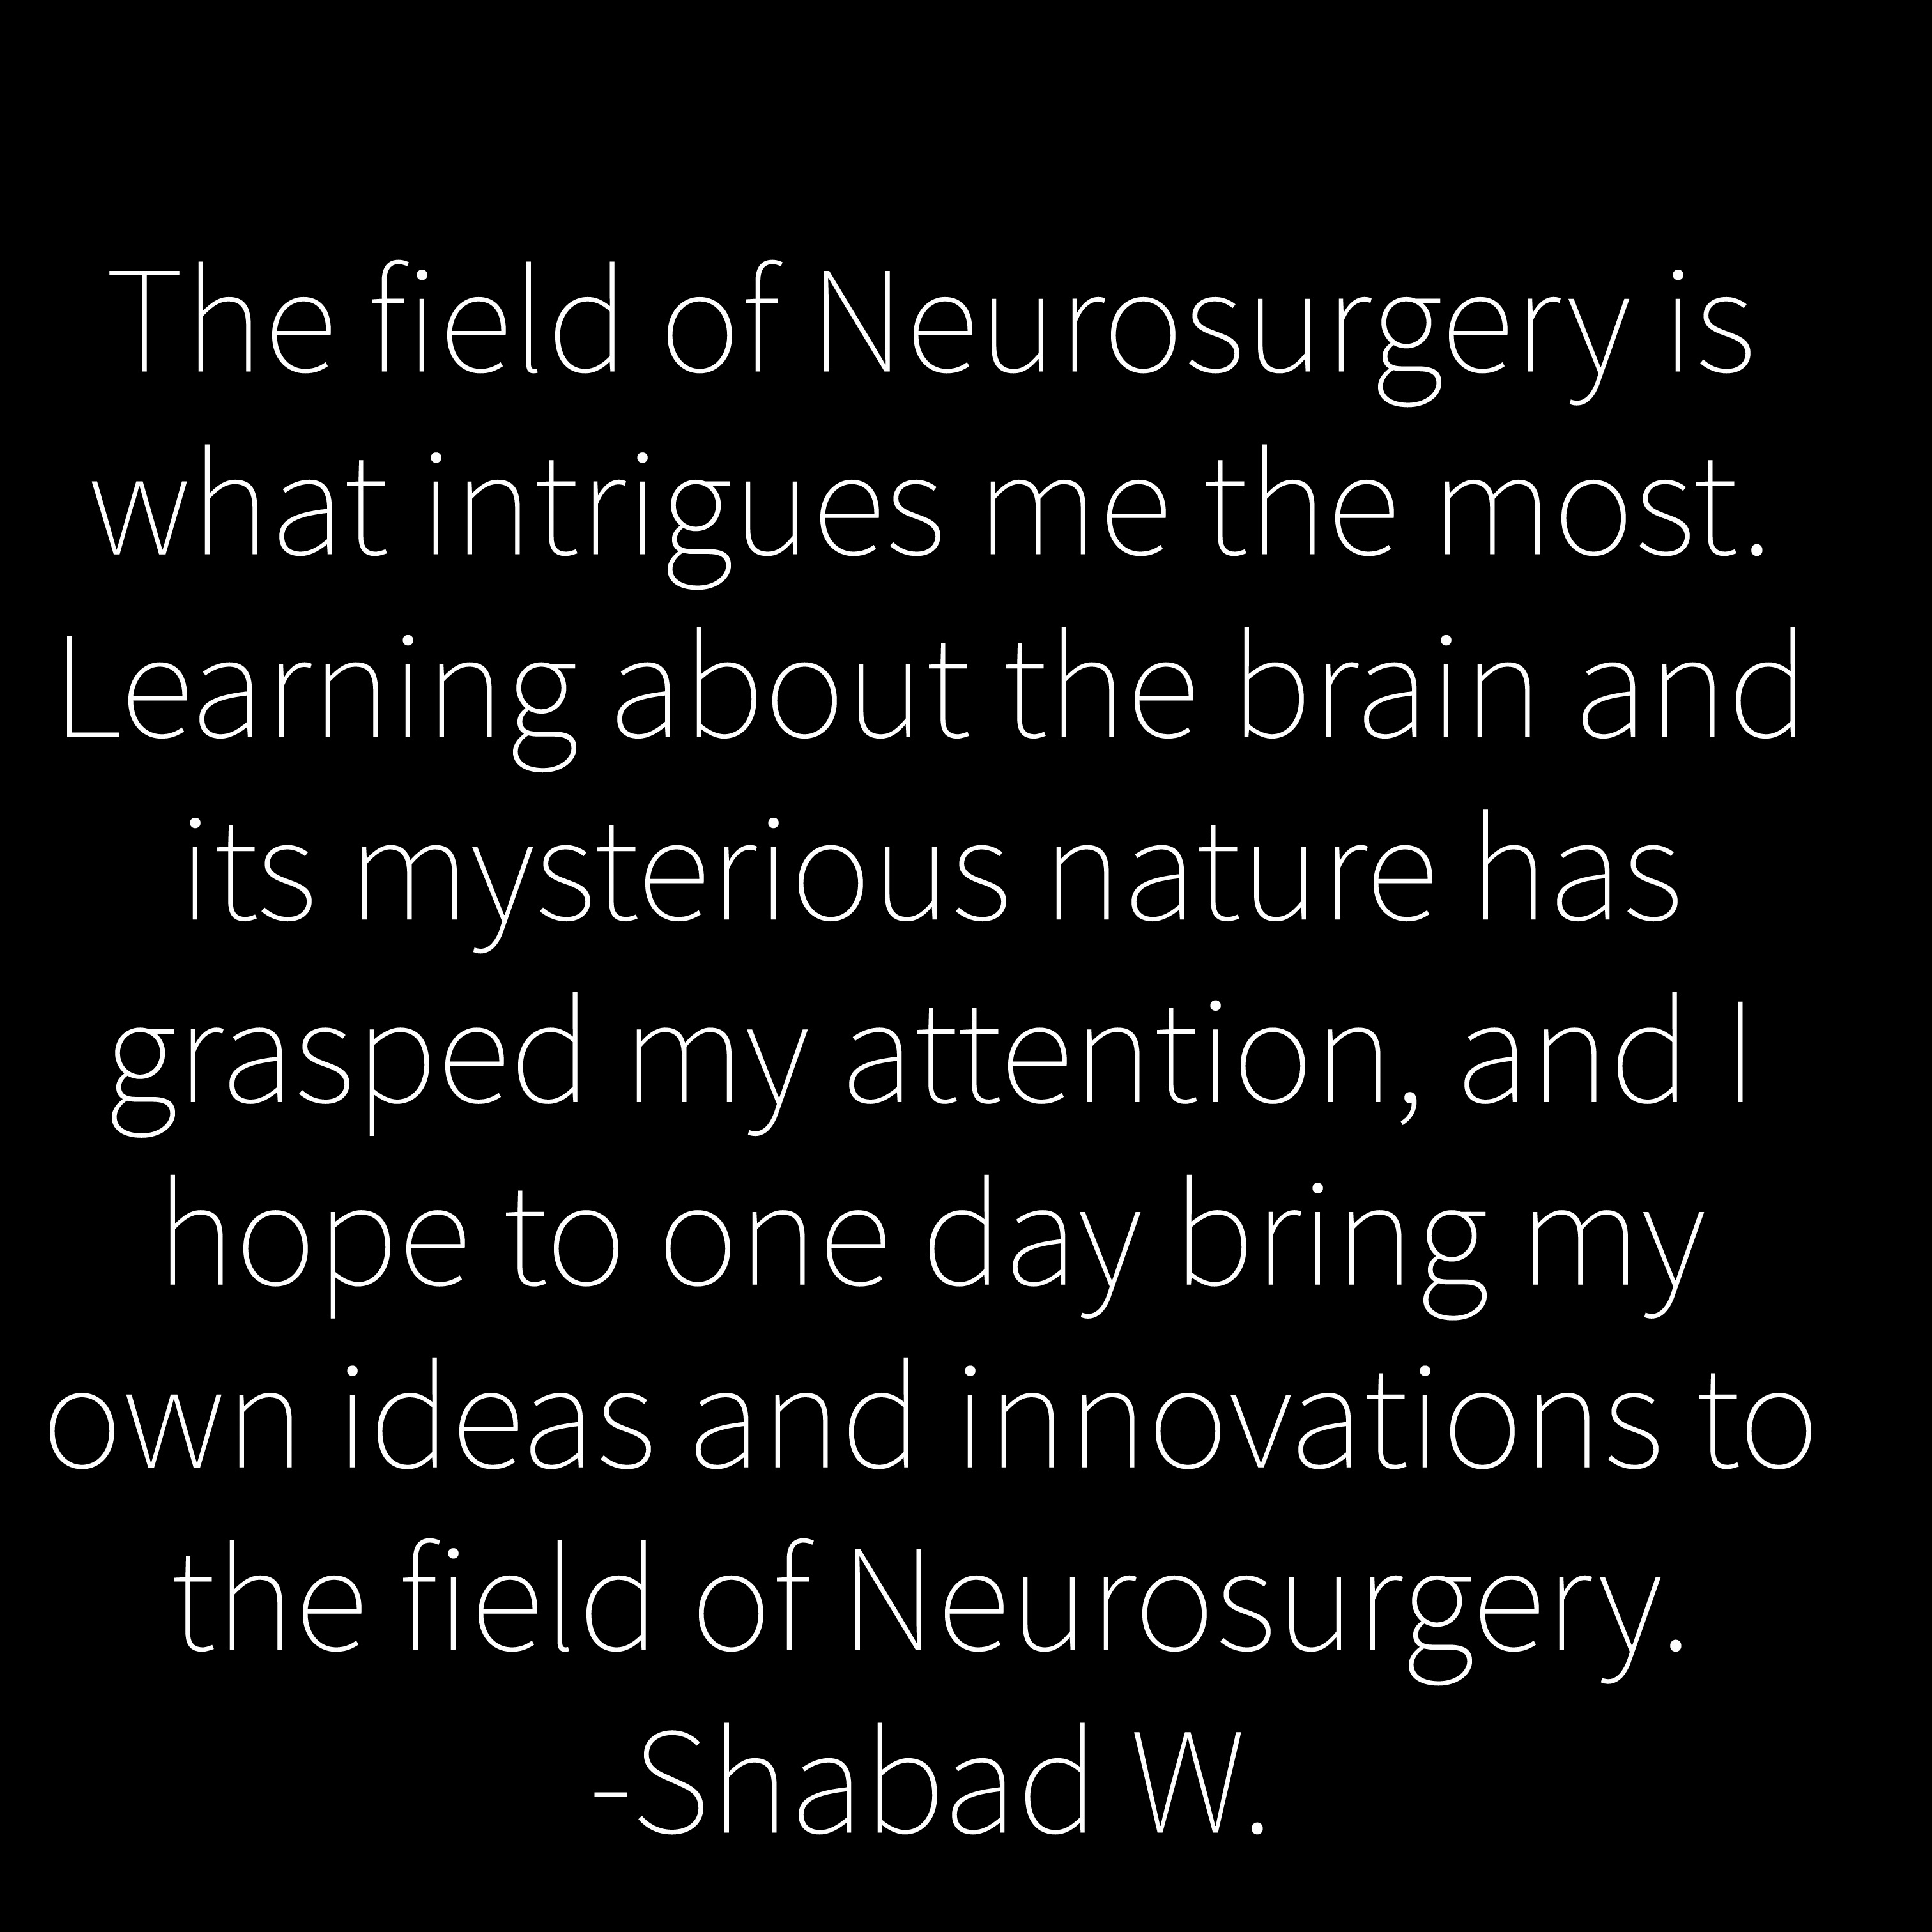 The field of Neurosurgery is
what intrigues me the most.
Learning about the brain and
its mysterious nature has
grasped my attention, and I
hope to one day bring my
own ideas and innovations to
the field of Neurosurgery.
-Shabad W.